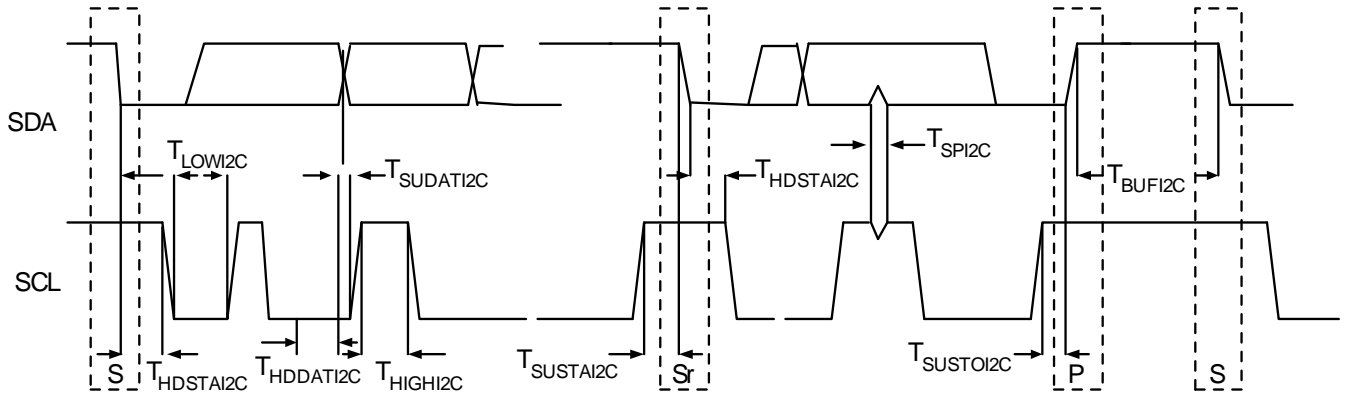 SDA
T_LOWI2C
T_SUDATI2C
T_SPI2C
T_HDSTAI2C
T_BUFI2C
SCL
S
T_HDSTAI2C
T_HDDATI2C
T_HIGHI2C
T_SUSTAI2C
Sr
T_SUSTOI2C
P
S